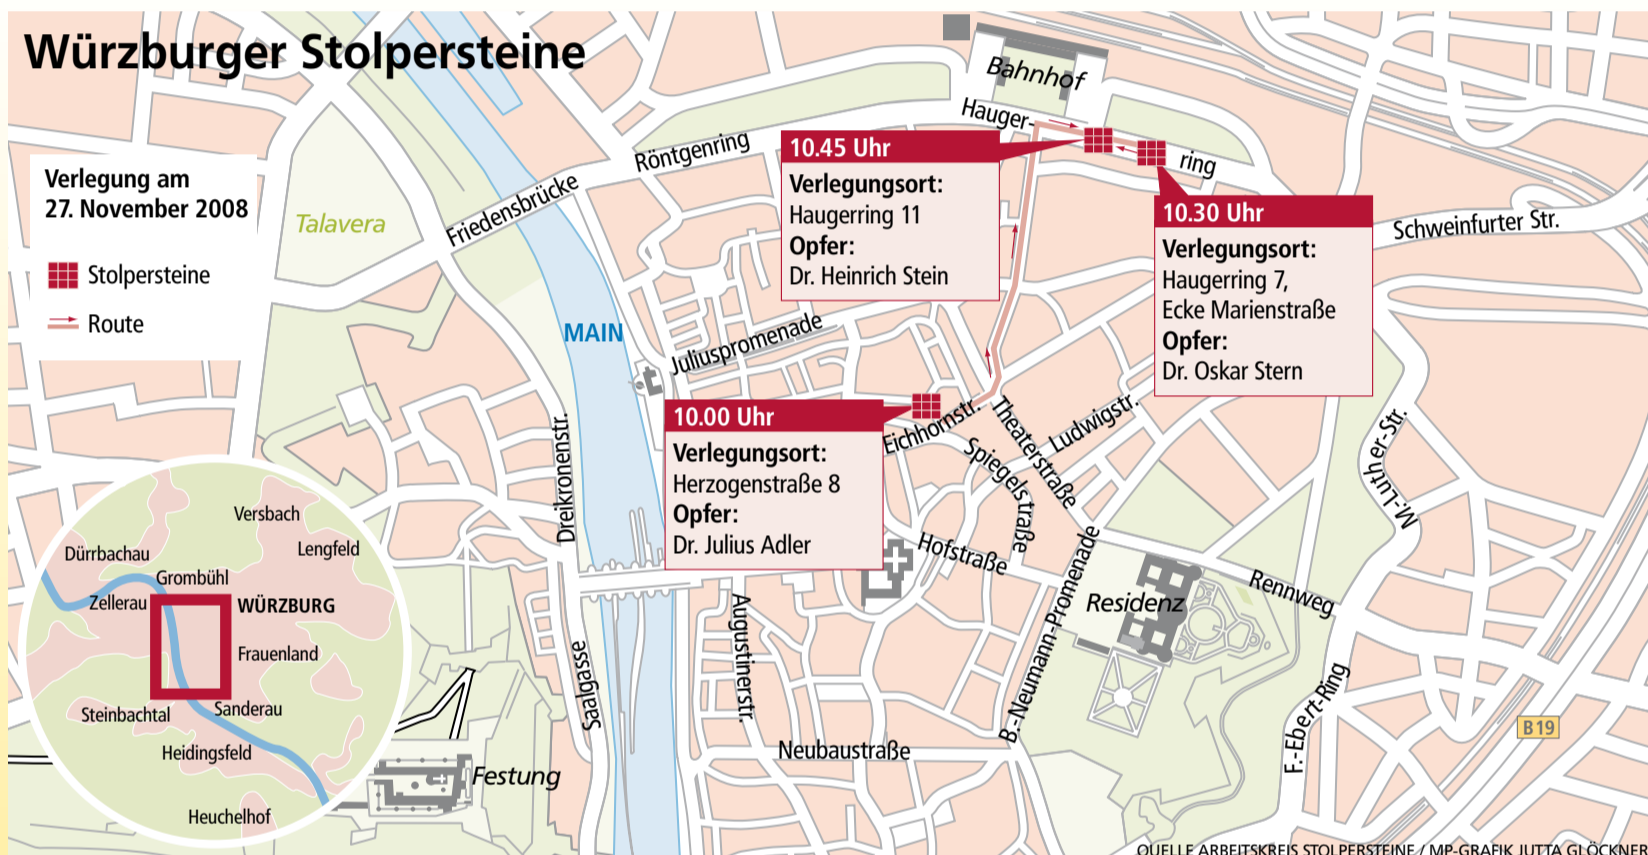 Würzburger Stolpersteine
Verlegung am
27. November 2008
Stolpersteine
Route
Talavera
Friedensbrücke
Röntgenring
Bahnhof
Hauger-
ring
Schweinfurter Str.
10.45 Uhr
Verlegungsort:
Haugerring 11
Opfer:
Dr. Heinrich Stein
10.30 Uhr
Verlegungsort:
Haugerring 7,
Ecke Marienstraße
Opfer:
Dr. Oskar Stern
MAIN
Juliuspromenade
10.00 Uhr
Verlegungsort:
Herzogenstraße 8
Opfer:
Dr. Julius Adler
Eichhornstr.
Theaterstraße
Ludwigstr.
Spiegelstraße
M.-Luther-Str.
Dreikronenstr.
Hofstraße
B.-Neumann-Promenade
Residenz
Rennweg
Augustinerstr.
Saalgasse
Neubaustraße
F.-Ebert-Ring
B 19
Festung
Versbach
Lengfeld
Dürrbachau
Grombühl
Zellerau
WÜRZBURG
Frauenland
Steinbachtal
Sanderau
Heidingsfeld
Heuchelhof
QUELLE ARBEITSKREIS STOLPERSTEINE / MP-GRAFIK JUTTA GLÖCKNER